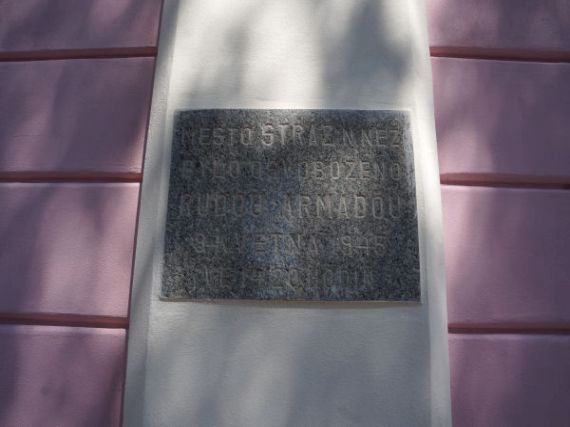 MĚSTO STRÁŽ N. NEŽ.
BYLO OSVOBOZENO
RUDOU ARMÁDOU
9. KVĚTNA 1945